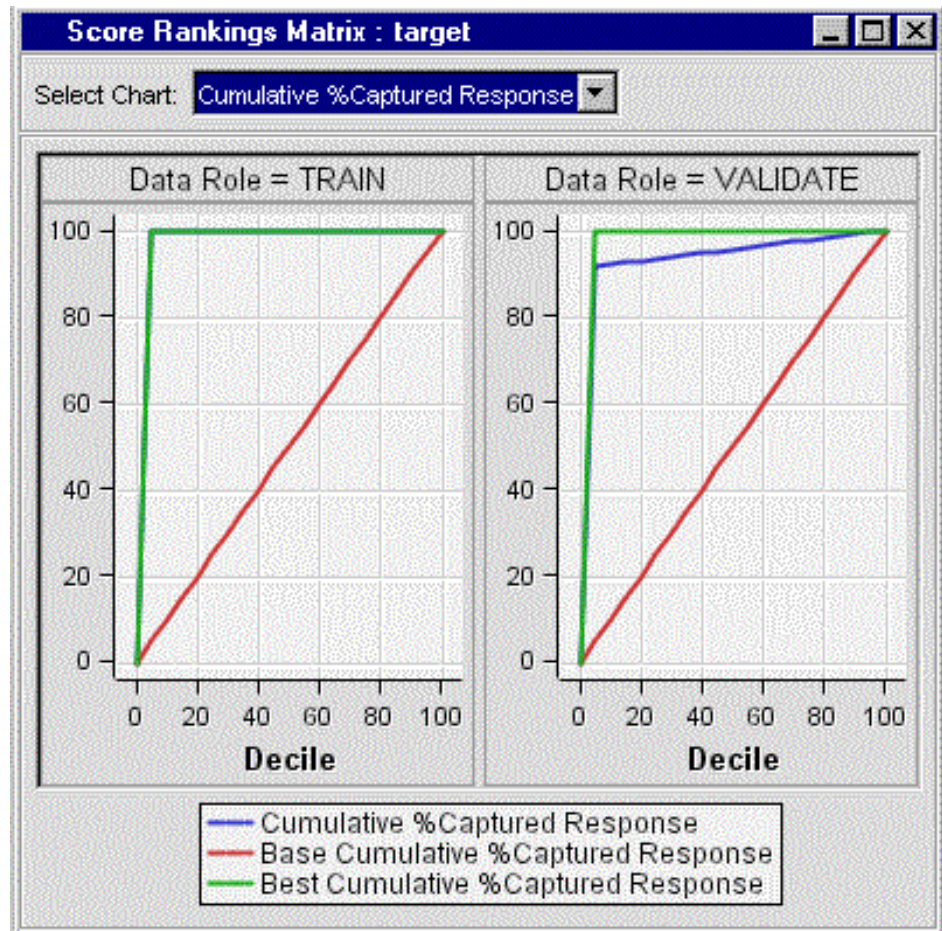 Score Rankings Matrix : target
Select Chart: Cumulative %Captured Response
Data Role = TRAIN
100
80
60
40
20
0
0 20 40 60 80 100
Decile
Data Role = VALIDATE
100
80
60
40
20
0
0 20 40 60 80 100
Decile
Cumulative %Captured Response
Base Cumulative %Captured Response
Best Cumulative %Captured Response